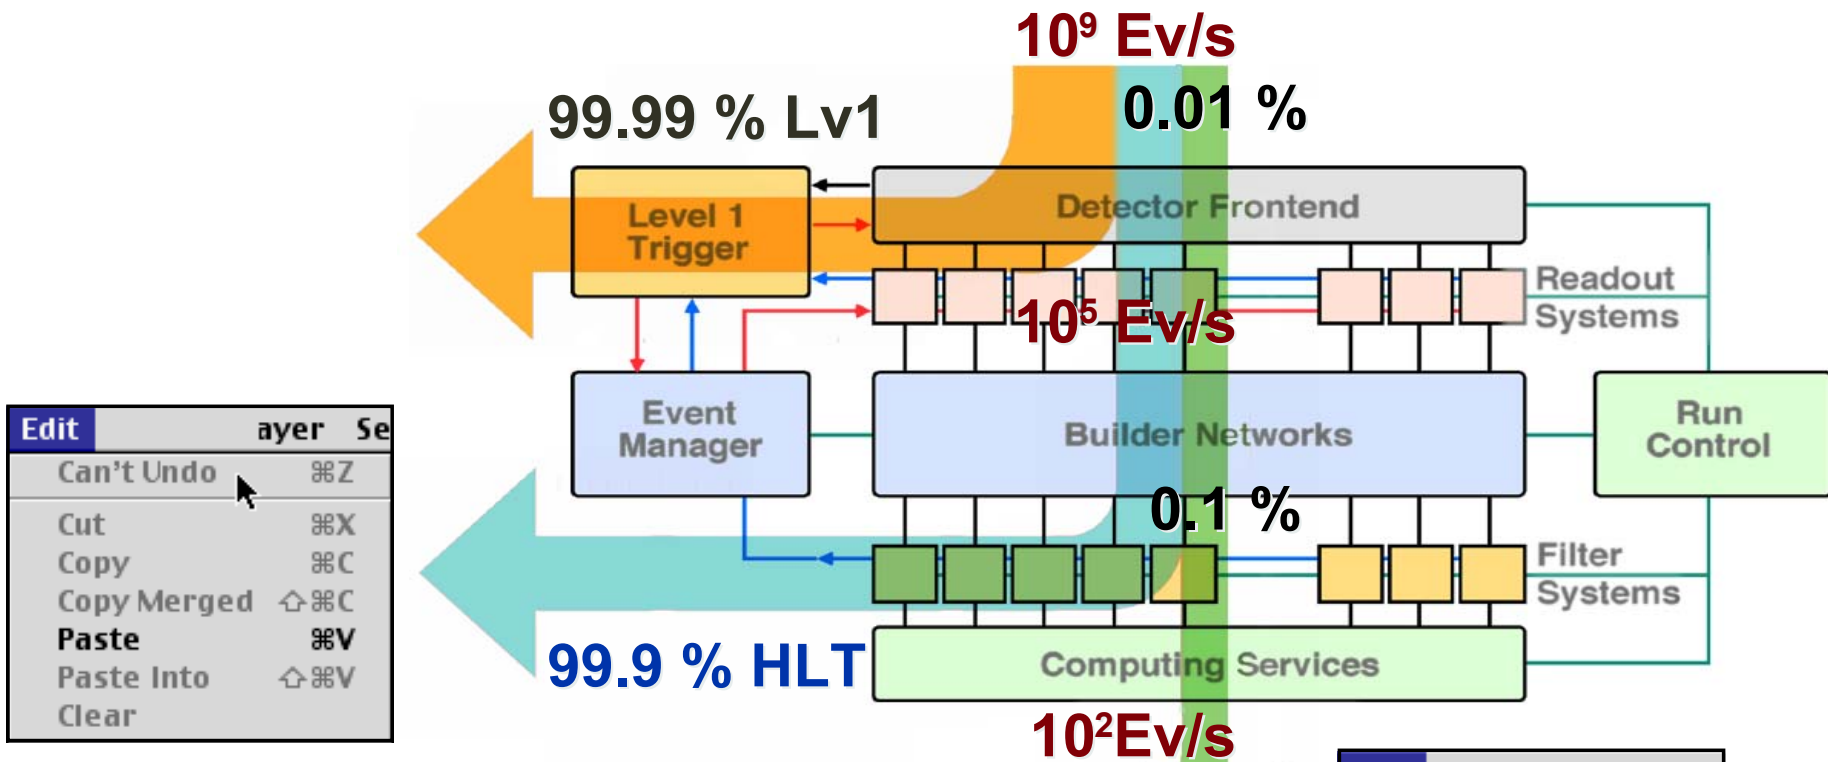 10⁹ Ev/s
99.99 % Lv1
0.01 %
Level 1
Trigger
Detector Frontend
Readout
Systems
10⁵ Ev/s
Event
Manager
Builder Networks
Run
Control
0.1 %
Filter
Systems
99.9 % HLT
Computing Services
10²Ev/s
Edit ayer Se
Can't Undo ⌘Z
Cut ⌘X
Copy ⌘C
Copy Merged ⇧⌘C
Paste ⌘V
Paste Into ⇧⌘V
Clear